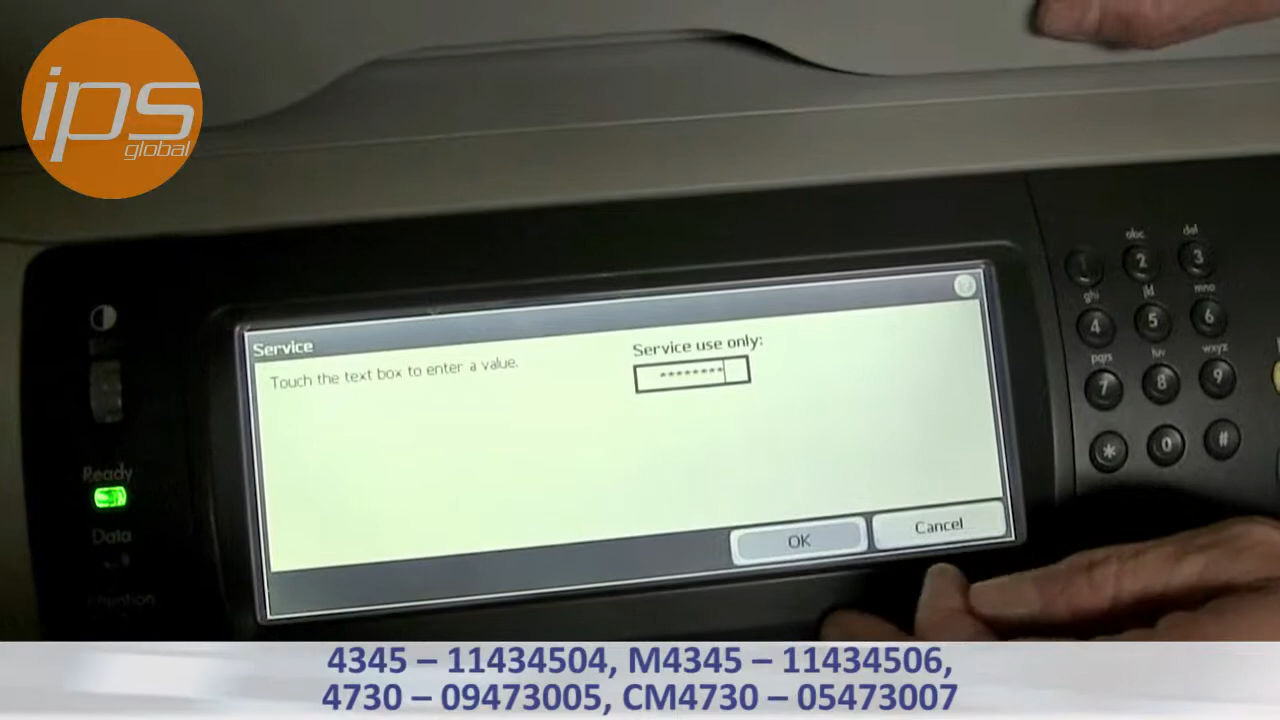 ips
global
Service
Touch the text box to enter a value.
Service use only:
********
OK
Cancel
Ready
Data
abc
def
1
2
3
ghi
jkl
mno
4
5
6
pqrs
tuv
wxyz
7
8
9
*
0
#
4345 – 11434504, M4345 – 11434506,
4730 – 09473005, CM4730 – 05473007